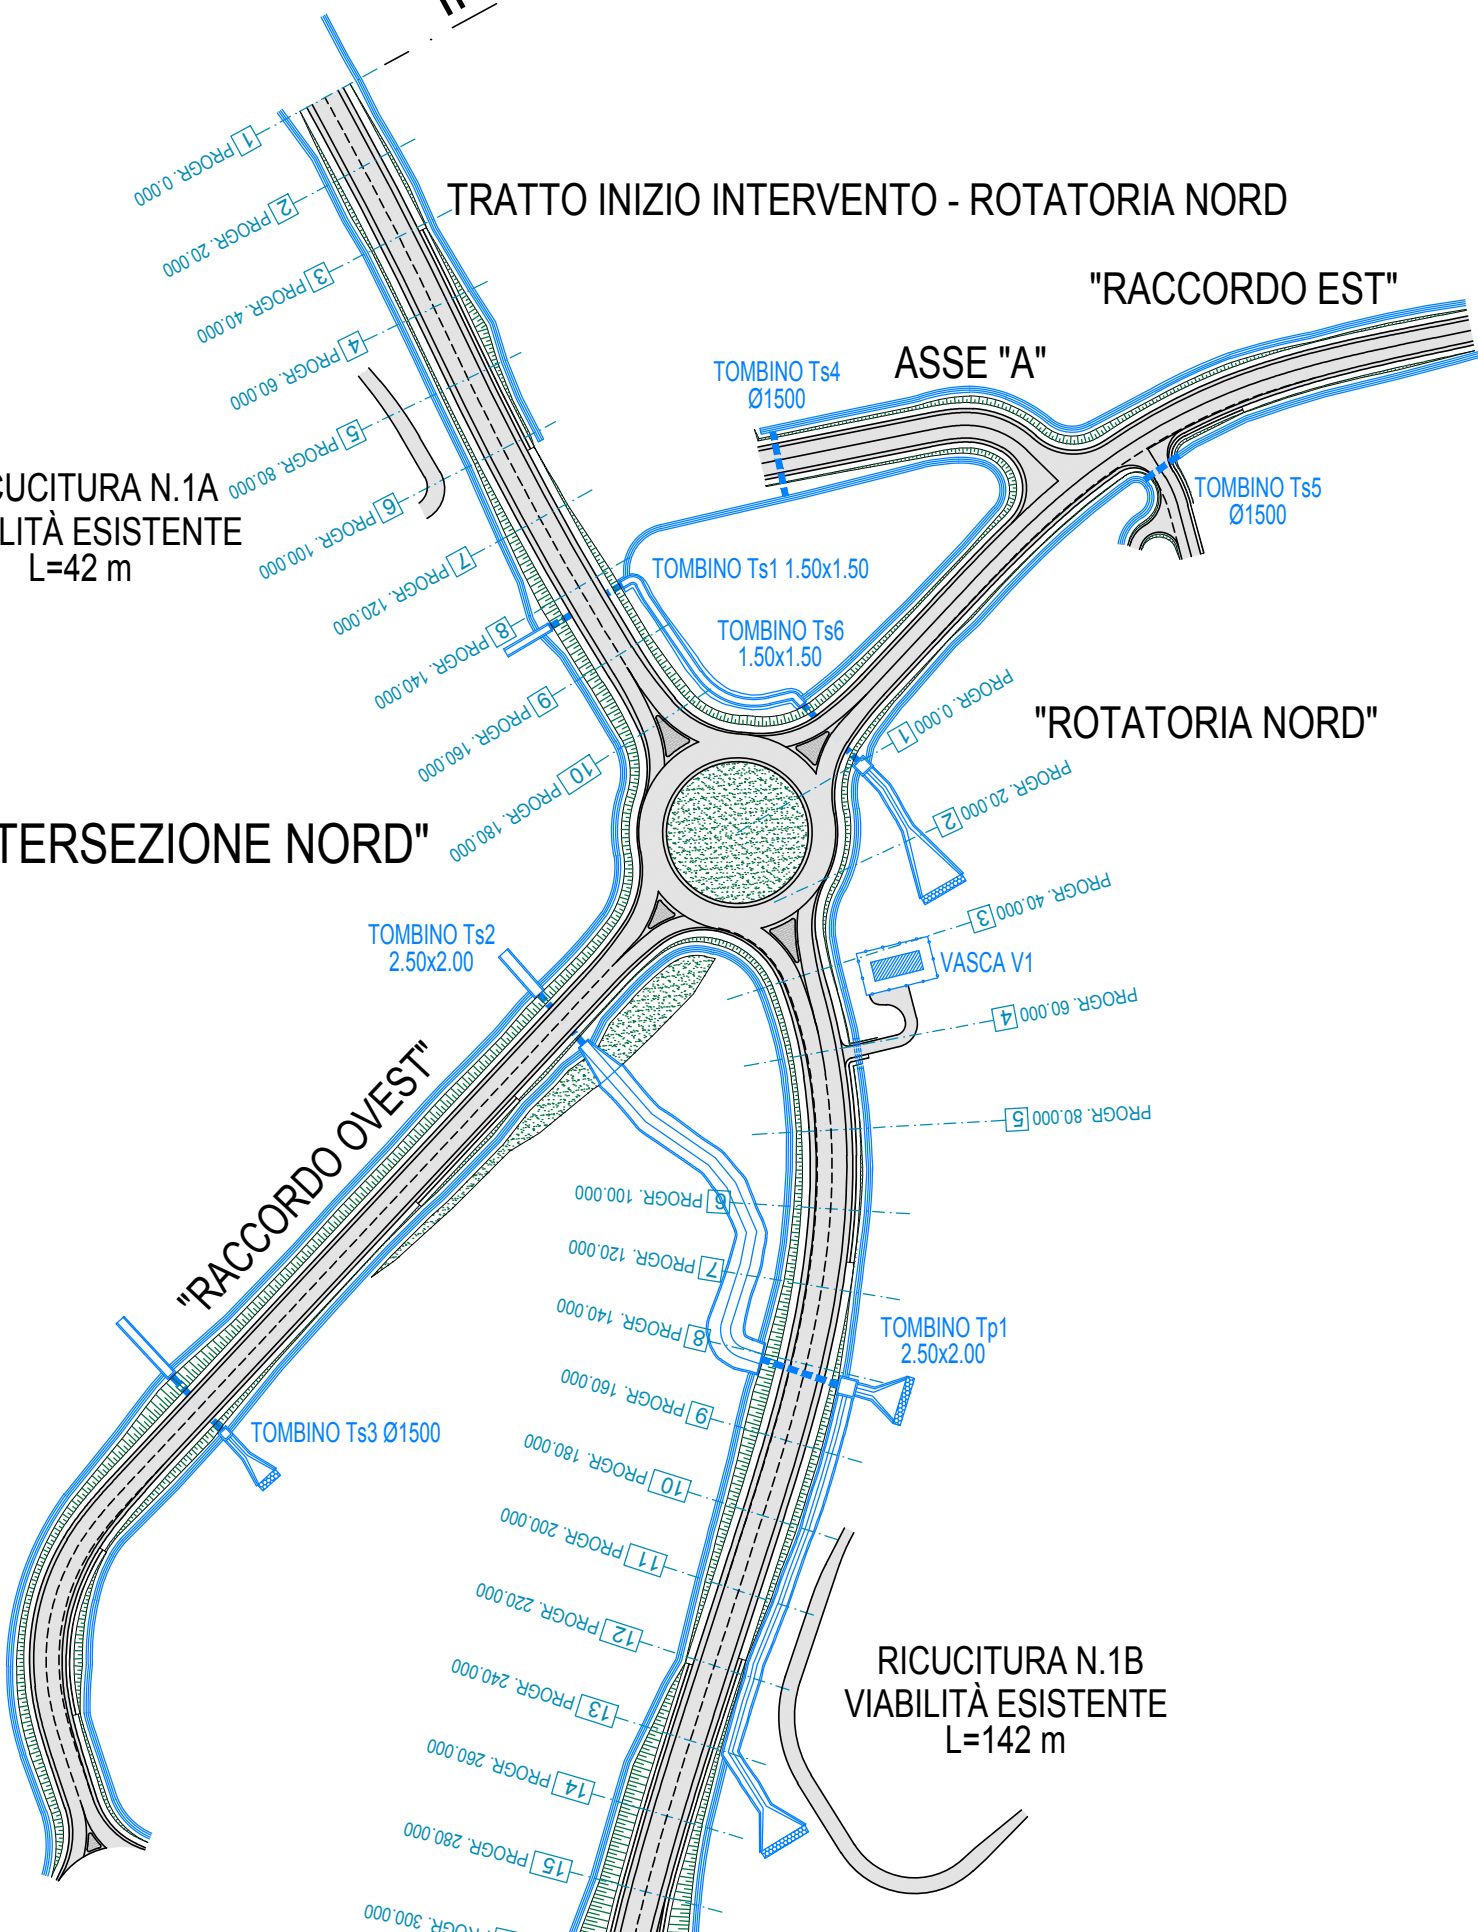 1 PROGR. 0.000
2 PROGR. 20.000
3 PROGR. 40.000
4 PROGR. 60.000
5 PROGR. 80.000
6 PROGR. 100.000
7 PROGR. 120.000
8 PROGR. 140.000
9 PROGR. 160.000
10 PROGR. 180.000
TRATTO INIZIO INTERVENTO - ROTATORIA NORD
"RACCORDO EST"
ASSE "A"
TOMBINO Ts4
Ø1500
TOMBINO Ts5
Ø1500
CUCITURA N.1A
LITÀ ESISTENTE
L=42 m
TOMBINO Ts1 1.50x1.50
TOMBINO Ts6
1.50x1.50
"ROTATORIA NORD"
TERSEZIONE NORD"
TOMBINO Ts2
2.50x2.00
VASCA V1
"RACCORDO OVEST"
1 PROGR. 0.000
2 PROGR. 20.000
3 PROGR. 40.000
4 PROGR. 60.000
5 PROGR. 80.000
6 PROGR. 100.000
7 PROGR. 120.000
8 PROGR. 140.000
9 PROGR. 160.000
10 PROGR. 180.000
11 PROGR. 200.000
12 PROGR. 220.000
13 PROGR. 240.000
14 PROGR. 260.000
15 PROGR. 280.000
PROGR. 300.000
TOMBINO Tp1
2.50x2.00
TOMBINO Ts3 Ø1500
RICUCITURA N.1B
VIABILITÀ ESISTENTE
L=142 m